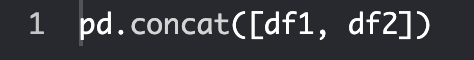 1 pd.concat([df1, df2])